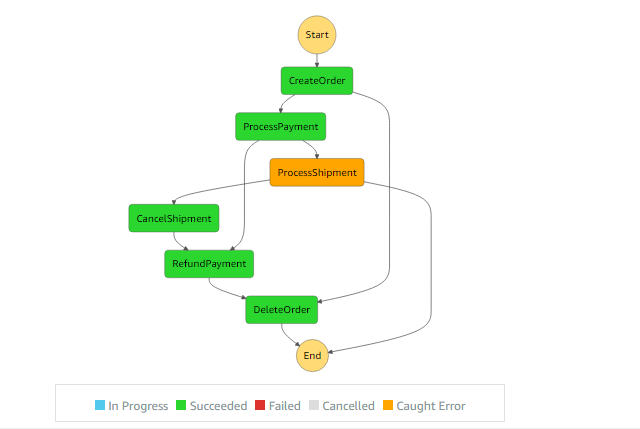 Start
CreateOrder
ProcessPayment
ProcessShipment
CancelShipment
RefundPayment
DeleteOrder
End
In Progress Succeeded Failed Cancelled Caught Error